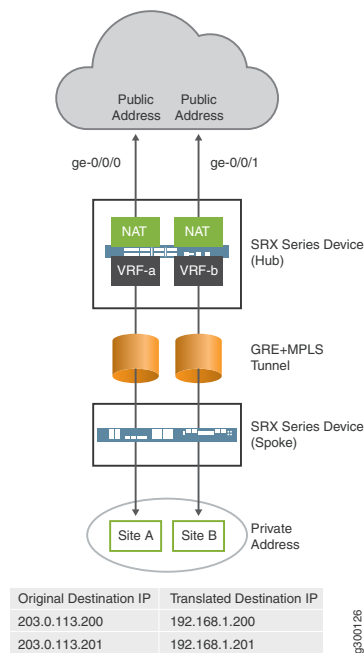 Public Address
Public Address
ge-0/0/0
ge-0/0/1
NAT
NAT
VRF-a
VRF-b
SRX Series Device
(Hub)
GRE+MPLS
Tunnel
SRX Series Device
(Spoke)
Site A
Site B
Private
Address
Original Destination IP Translated Destination IP
203.0.113.200 192.168.1.200
203.0.113.201 192.168.1.201
g300126